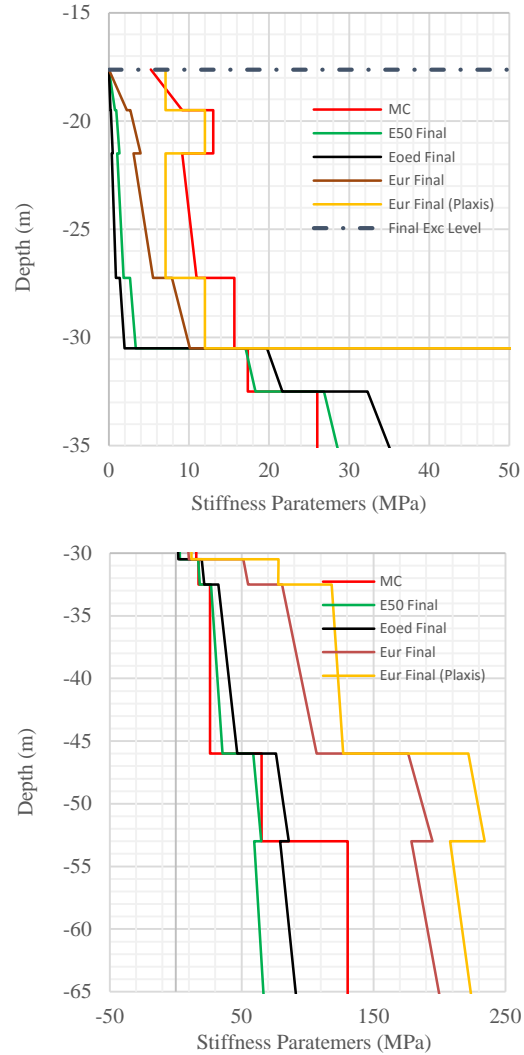 -15
-20
-25
-30
-35
Depth (m)
MC
E50 Final
Eoed Final
Eur Final
Eur Final (Plaxis)
Final Exc Level
0
10
20
30
40
50
Stiffness Paratemers (MPa)
-30
-35
-40
-45
-50
-55
-60
-65
Depth (m)
MC
E50 Final
Eoed Final
Eur Final
Eur Final (Plaxis)
-50
50
150
250
Stiffness Paratemers (MPa)